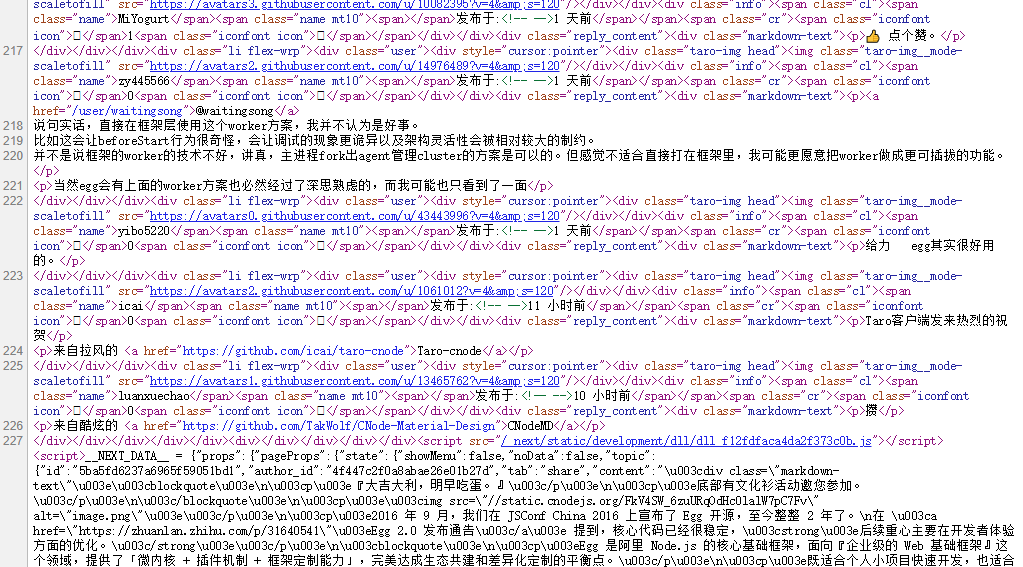 scaletofill" src="https://avatars3.githubusercontent.com/u/10082395?v=4&amp;s=120"/></div></div><div class="info"><span class="cl"><span class="name">MiYogurt</span><span class="name mt10"><span></span>发布于:<!-- -->1 天前</span></span><span class="cr"><span class="iconfont icon"></span>1<span class="iconfont icon"></span></span></div></div><div class="reply_content"><div class="markdown-text"><p>👍 点个赞。</p>
217 </div></div></div><div class="li flex-wrp"><div class="user"><div style="cursor:pointer"><div class="taro-img head"><img class="taro-img__mode-
scaletofill" src="https://avatars2.githubusercontent.com/u/14976489?v=4&amp;s=120"/></div></div><div class="info"><span class="cl"><span
class="name">zy445566</span><span class="name mt10"><span></span>发布于:<!-- -->1 天前</span></span><span class="cr"><span class="iconfont
icon"></span>0<span class="iconfont icon"></span></span></div></div><div class="reply_content"><div class="markdown-text"><p><a
href="/user/waitingsong">@waitingsong</a>
218 说句实话，直接在框架层使用这个worker方案，我并不认为是好事。
219 比如这会让beforeStart行为很奇怪，会让调试的现象更诡异以及架构灵活性会被相对较大的制约。
220 并不是说框架的worker的技术不好，讲真，主进程fork出agent管理cluster的方案是可以的。但感觉不适合直接打在框架里，我可能更愿意把worker做成更可插拔的功能。
</p>
221 <p>当然egg会有上面的worker方案也必然经过了深思熟虑的，而我可能也只看到了一面</p>
222 </div></div></div><div class="li flex-wrp"><div class="user"><div style="cursor:pointer"><div class="taro-img head"><img class="taro-img__mode-
scaletofill" src="https://avatars0.githubusercontent.com/u/43443996?v=4&amp;s=120"/></div></div><div class="info"><span class="cl"><span
class="name">yibo5220</span><span class="name mt10"><span></span>发布于:<!-- -->1 天前</span></span><span class="cr"><span class="iconfont
icon"></span>0<span class="iconfont icon"></span></span></div></div><div class="reply_content"><div class="markdown-text"><p>给力 egg其实很好用
的。</p>
223 </div></div></div><div class="li flex-wrp"><div class="user"><div style="cursor:pointer"><div class="taro-img head"><img class="taro-img__mode-
scaletofill" src="https://avatars2.githubusercontent.com/u/1061012?v=4&amp;s=120"/></div></div><div class="info"><span class="cl"><span
class="name">icai</span><span class="name mt10"><span></span>发布于:<!-- -->11 小时前</span></span><span class="cr"><span class="iconfont
icon"></span>0<span class="iconfont icon"></span></span></div></div><div class="reply_content"><div class="markdown-text"><p>Taro客户端发来热烈的祝
贺</p>
224 <p>来自拉风的 <a href="https://github.com/icai/taro-cnode">Taro-cnode</a></p>
225 </div></div></div><div class="li flex-wrp"><div class="user"><div style="cursor:pointer"><div class="taro-img head"><img class="taro-img__mode-
scaletofill" src="https://avatars1.githubusercontent.com/u/13465762?v=4&amp;s=120"/></div></div><div class="info"><span class="cl"><span
class="name">luanxuechao</span><span class="name mt10"><span></span>发布于:<!-- -->10 小时前</span></span><span class="cr"><span class="iconfont
icon"></span>0<span class="iconfont icon"></span></span></div></div><div class="reply_content"><div class="markdown-text"><p>攒</p>
226 <p>来自酷炫的 <a href="https://github.com/TakWolf/CNode-Material-Design">CNodeMD</a></p>
227 </div></div></div></div></div></div></div></div></div><script src="/_next/static/development/dll/dll_f12fdfaca4da2f373c0b.js"></script>
<script>__NEXT_DATA__ = {"props":{"pageProps":{"state":{"showMenu":false,"noData":false,"topic":
{"id":"5ba5fd6237a6965f59051bd1","author_id":"4f447c2f0a8abae26e01b27d","tab":"share","content":"\u003cdiv class=\"markdown-
text\"\u003e\u003cblockquote\u003e\n\u003cp\u003e『大吉大利，明早吃蛋。』\u003c/p\u003e\n\u003cp\u003e底部有文化衫活动邀您参加。
\u003c/p\u003e\n\u003c/blockquote\u003e\n\u003cp\u003e\u003cimg src=\"//static.cnodejs.org/FkV4SW_6zuURqOdHc0lalW7pC7Fv\"
alt=\"image.png\"\u003e\u003c/p\u003e\n\u003cp\u003e2016 年 9 月，我们在 JSConf China 2016 上宣布了 Egg 开源，至今整整 2 年了。\n在 \u003ca
href=\"https://zhuanlan.zhihu.com/p/31640541\"\u003eEgg 2.0 发布通告\u003c/a\u003e 提到，核心代码已经很稳定，\u003cstrong\u003e后续重心主要在开发者体验
方面的优化。\u003c/strong\u003e\u003c/p\u003e\n\u003cblockquote\u003e\n\u003cp\u003eEgg 是阿里 Node.js 的核心基础框架，面向『企业级的 Web 基础框架』这
个领域，提供了「微内核 + 插件机制 + 框架定制能力」，完美达成生态共建和差异化定制的平衡点。\u003c/p\u003e\n\u003cp\u003e既适合个人小项目快速开发，也适合